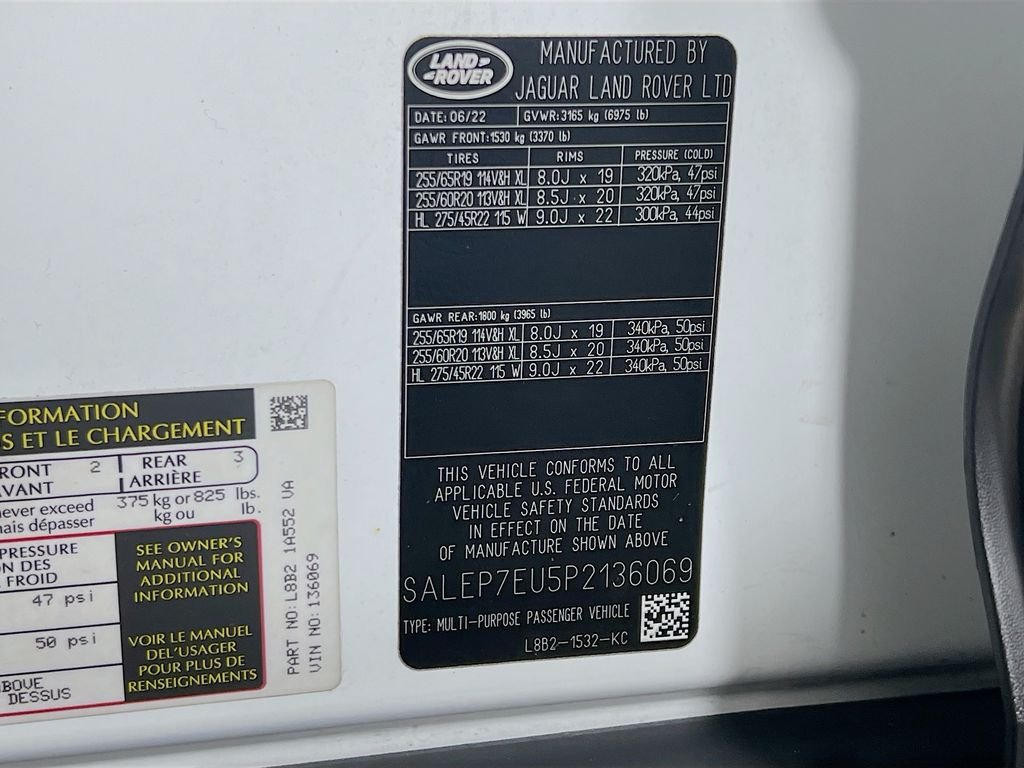 LAND ROVER
MANUFACTURED BY
JAGUAR LAND ROVER LTD
DATE: 06/22 GVWR:3165 kg (6975 lb)
GAWR FRONT:1530 kg (3370 lb)
TIRES RIMS PRESSURE (COLD)
255/65R19 114V&H XL 8.0J x 19 320kPa, 47psi
255/60R20 113V&H XL 8.5J x 20 320kPa, 47psi
HL 275/45R22 115 W 9.0J x 22 300kPa, 44psi
GAWR REAR:1800 kg (3965 lb)
255/65R19 114V&H XL 8.0J x 19 340kPa, 50psi
255/60R20 113V&H XL 8.5J x 20 340kPa, 50psi
HL 275/45R22 115 W 9.0J x 22 340kPa, 50psi
THIS VEHICLE CONFORMS TO ALL
APPLICABLE U.S. FEDERAL MOTOR
VEHICLE SAFETY STANDARDS
IN EFFECT ON THE DATE
OF MANUFACTURE SHOWN ABOVE
SALEP7EU5P2136069
TYPE: MULTI-PURPOSE PASSENGER VEHICLE
L8B2-1532-KC
FORMATION
S ET LE CHARGEMENT
RONT 2 REAR 3
VANT ARRIÈRE
never exceed 375 kg or 825 lbs.
mais dépasser kg ou lb.
PRESSURE
ON DES
FROID
47 psi
50 psi
BOVE
DESSUS
SEE OWNER'S
MANUAL FOR
ADDITIONAL
INFORMATION
VOIR LE MANUEL
DEL'USAGER
POUR PLUS DE
RENSEIGNEMENTS
PART NO:L8B2 1A552 VA
VIN NO:136069